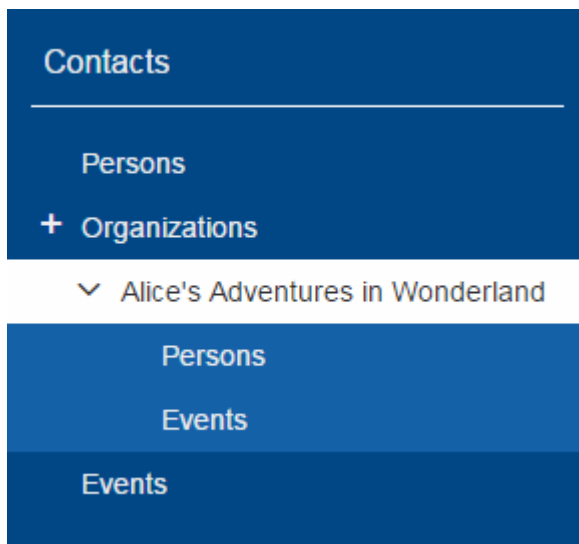 Contacts
Persons
+ Organizations
Alice's Adventures in Wonderland
Persons
Events
Events